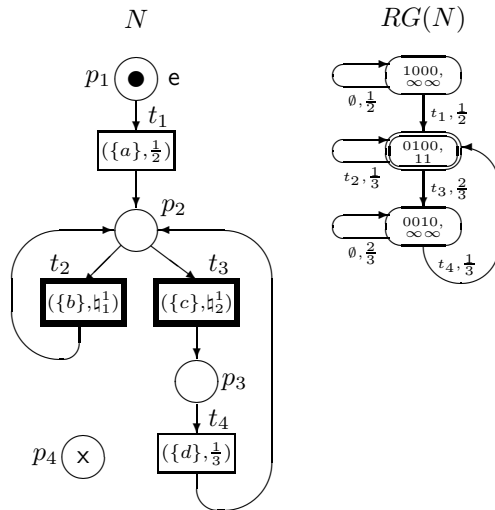 N
p₁ e
t₁
({a},½)
p₂
t₂ t₃
({b},♮₁¹) ({c},♮₂¹)
p₃
t₄
p₄ x ({d},⅓)
RG(N)
1000,
∞∞
∅,½
t₁,½
0100,
11
t₂,⅓
t₃,⅔
0010,
∞∞
∅,⅔
t₄,⅓